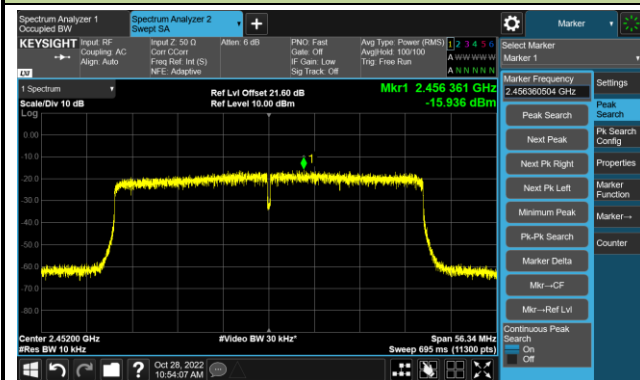 Spectrum Analyzer 1
Occupied BW
Spectrum Analyzer 2
Swept SA
Marker
KEYSIGHT
Input: RF
Coupling: AC
Align: Auto
Input Z: 50 Ω
Corr CCorr
Freq Ref: Int (S)
NFE: Adaptive
Atten: 6 dB
PNO: Fast
Gate: Off
IF Gain: Low
Sig Track: Off
Avg Type: Power (RMS)
Avg|Hold: 100/100
Trig: Free Run
1 2 3 4 5 6
A W W W W W
A N N N N N
LXI
Select Marker
Marker 1
Marker Frequency
2.456360504 GHz
Settings
Peak Search
Next Peak
Next Pk Right
Next Pk Left
Minimum Peak
Pk-Pk Search
Marker Delta
Mkr→CF
Mkr→Ref Lvl
Continuous Peak
Search
On
Off
Peak
Search
Pk Search
Config
Properties
Marker
Function
Marker→
Counter
1 Spectrum
Scale/Div 10 dB
Log
Ref Lvl Offset 21.60 dB
Ref Level 10.00 dBm
Mkr1 2.456 361 GHz
-15.936 dBm
1
0.00
-10.0
-20.0
-30.0
-40.0
-50.0
-60.0
-70.0
-80.0
Center 2.45200 GHz
#Res BW 10 kHz
#Video BW 30 kHz*
Span 56.34 MHz
Sweep 695 ms (11300 pts)
?
Oct 28, 2022
10:54:07 AM